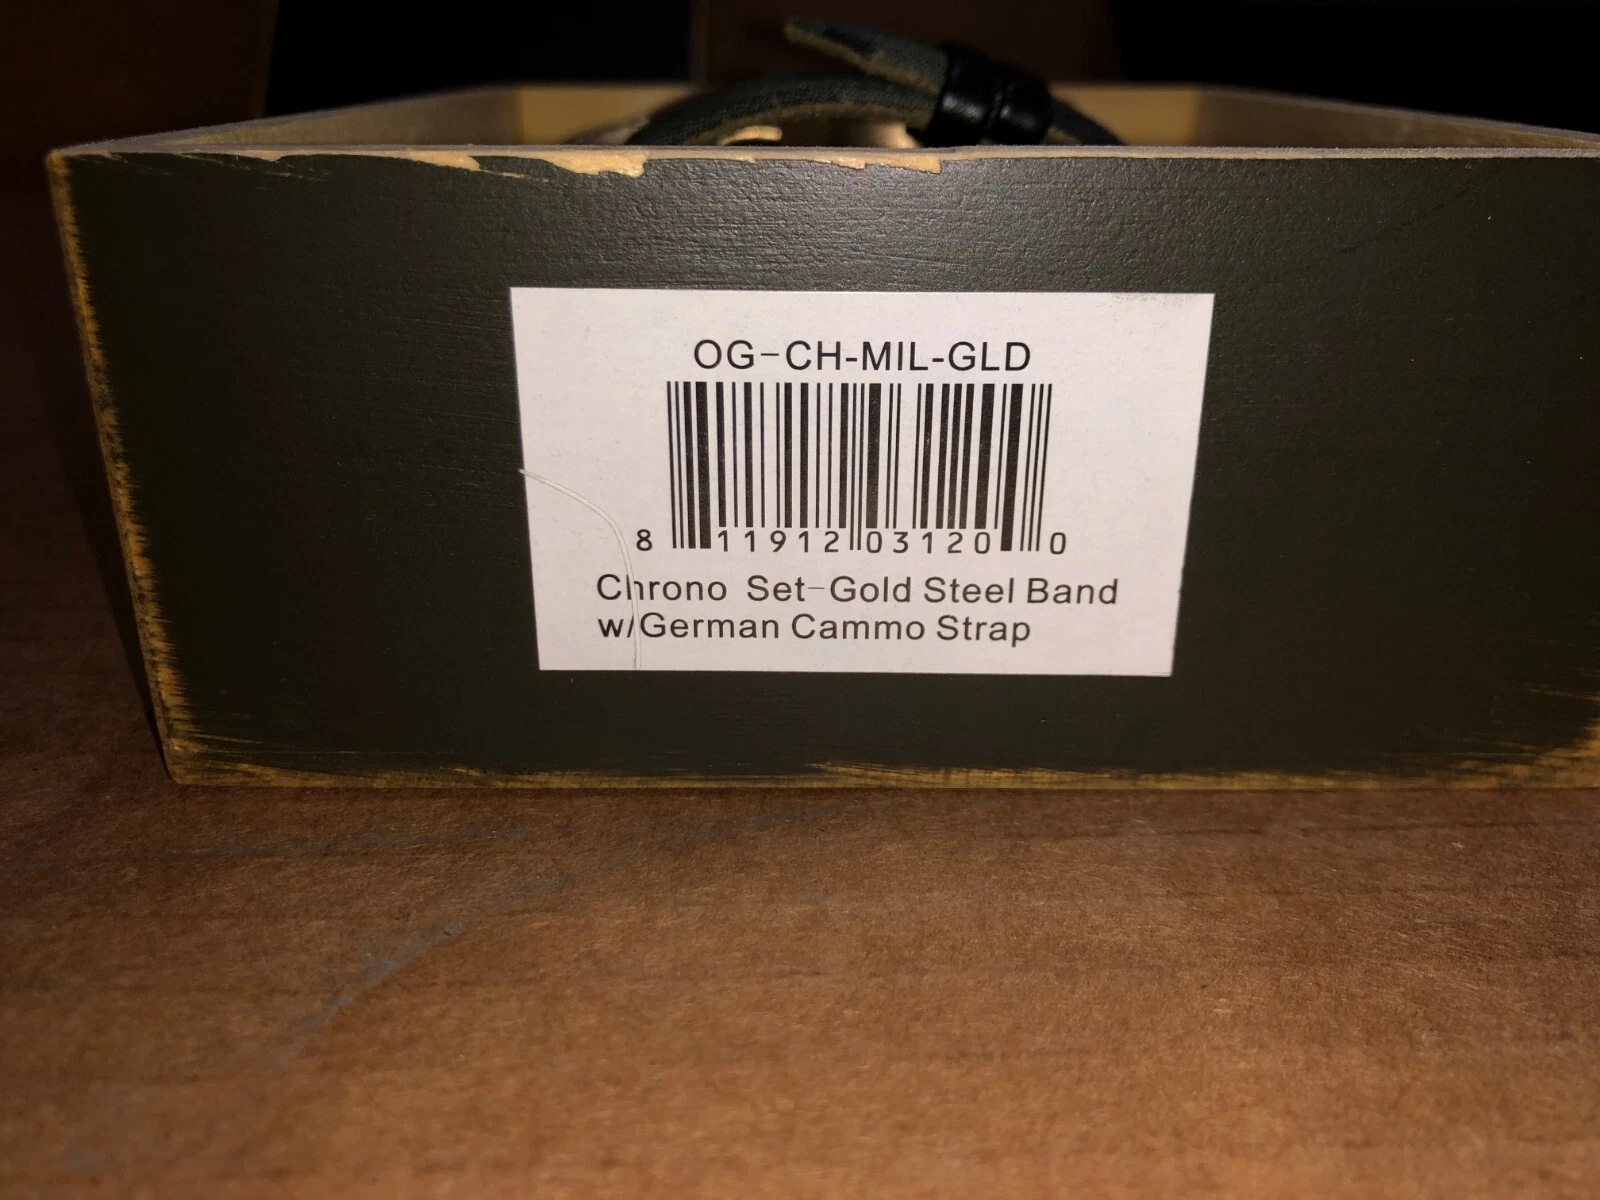 OG-CH-MIL-GLD
8 11912 03120 0
Chrono Set-Gold Steel Band
w/German Cammo Strap